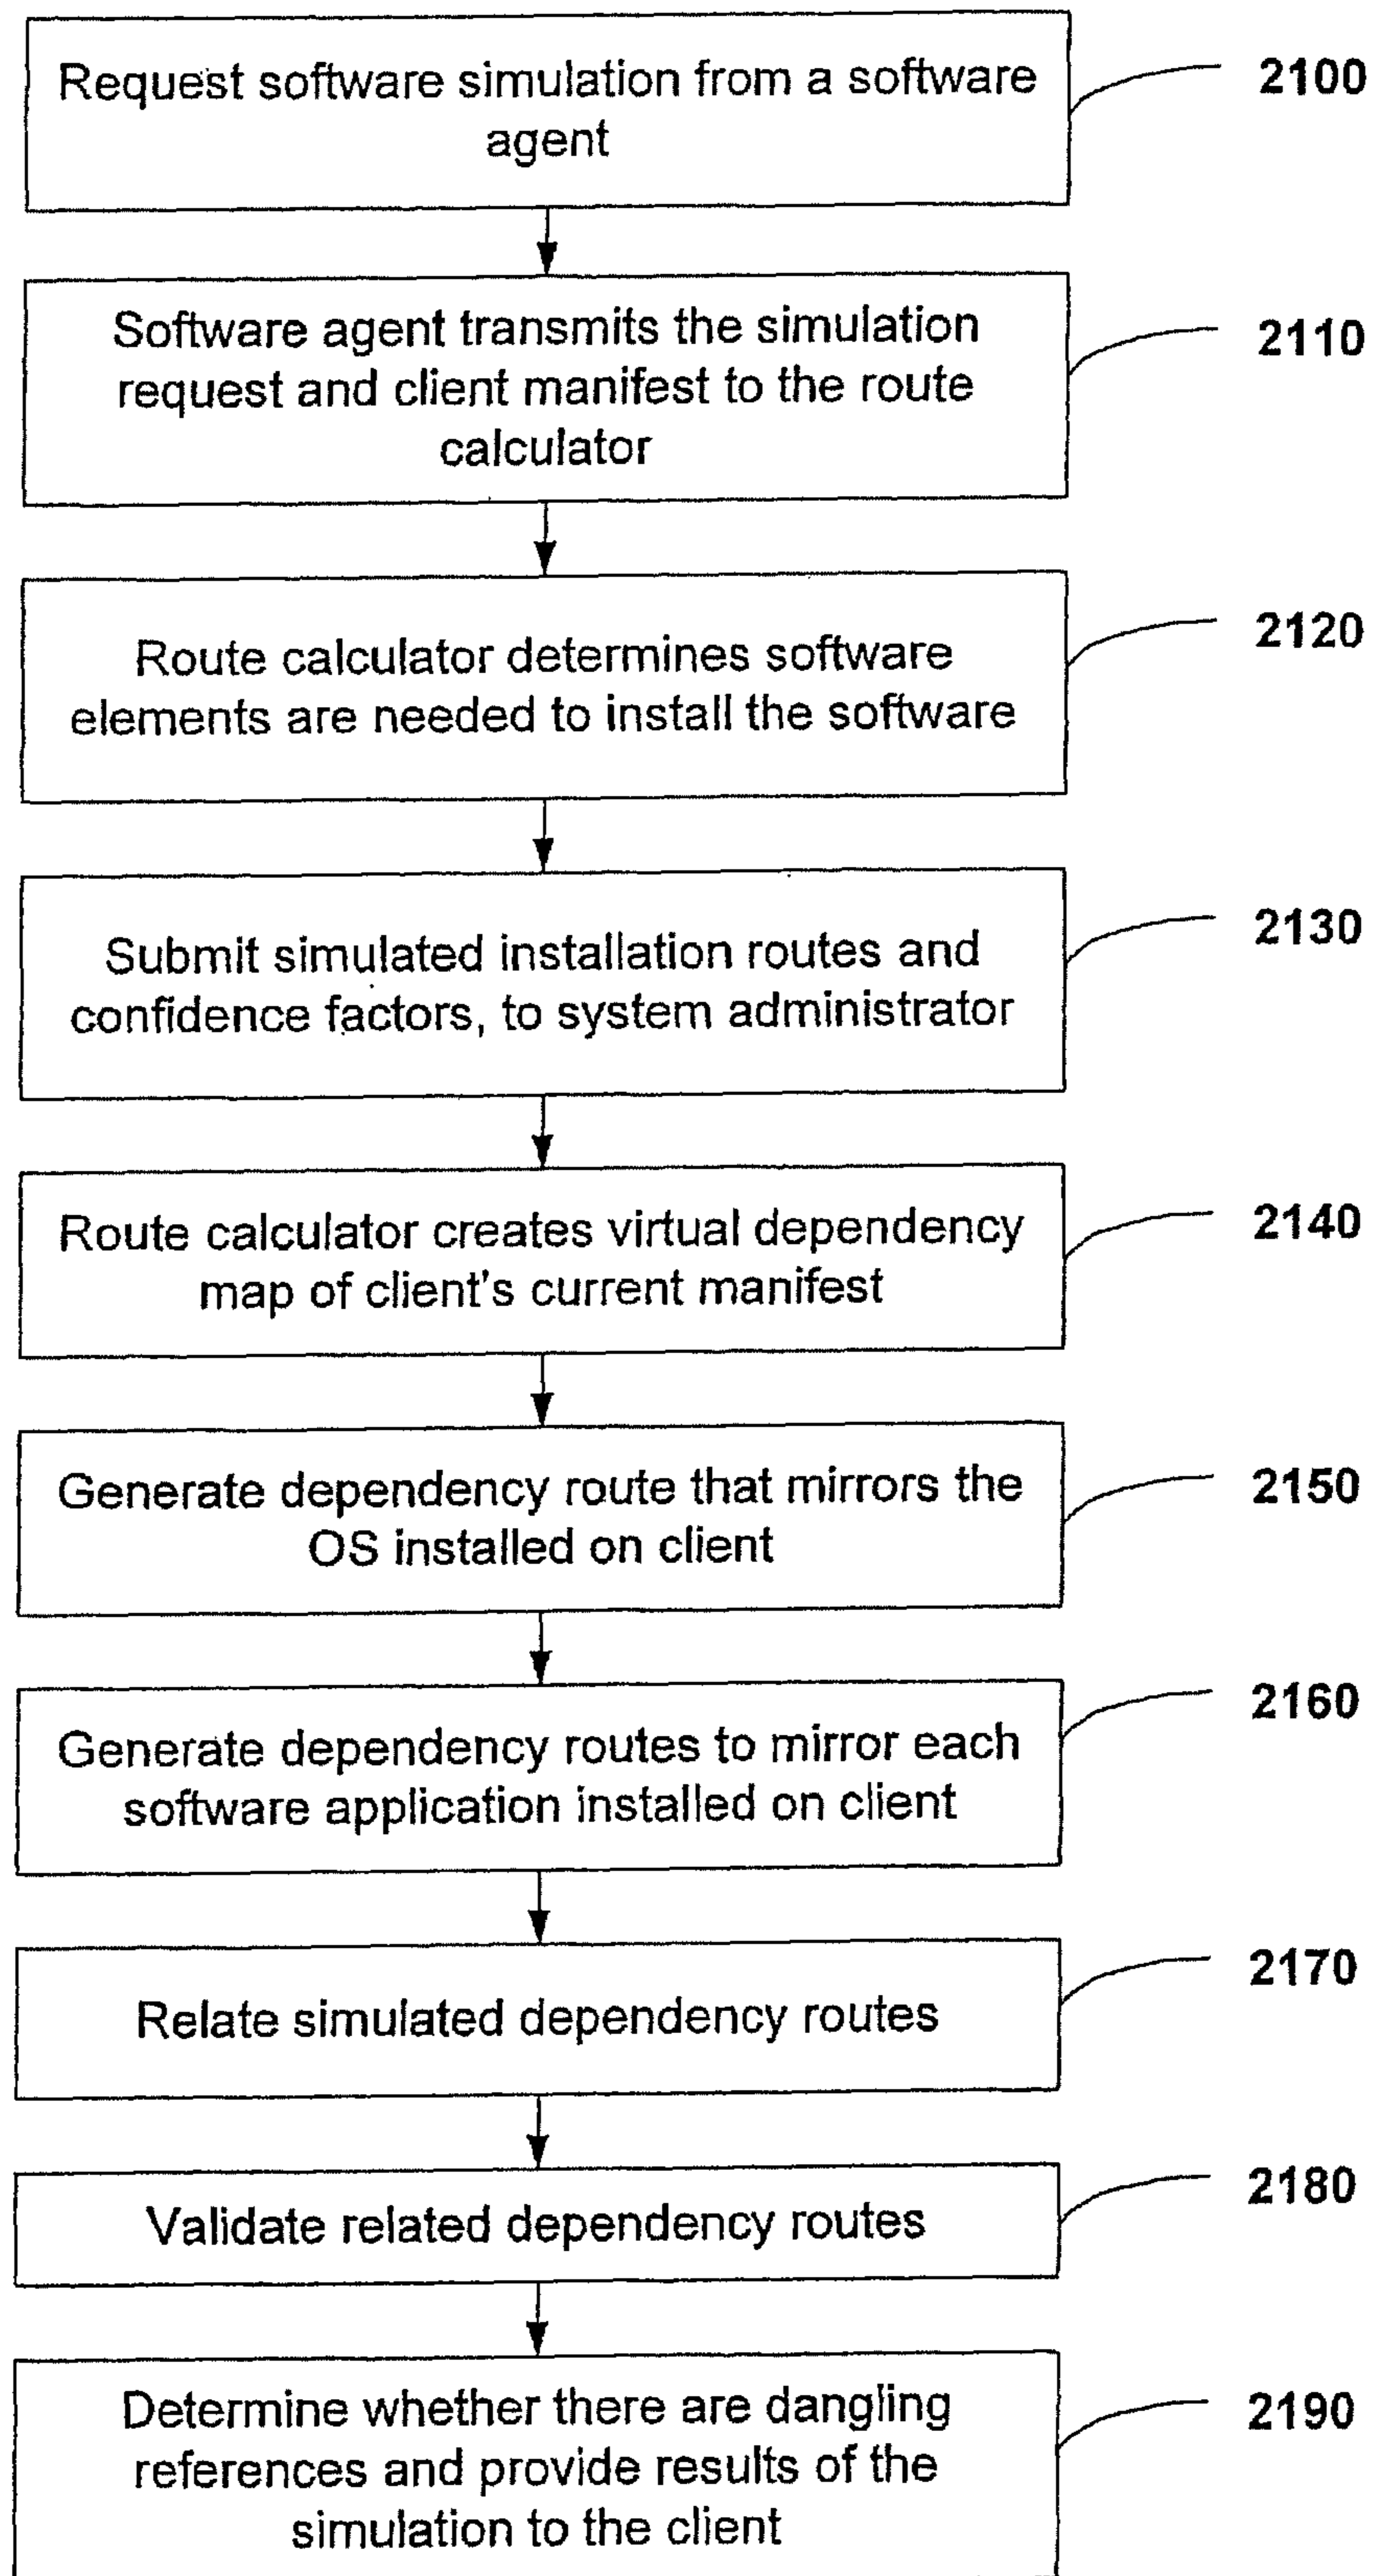 Request software simulation from a software
agent
2100
Software agent transmits the simulation
request and client manifest to the route
calculator
2110
Route calculator determines software
elements are needed to install the software
2120
Submit simulated installation routes and
confidence factors, to system administrator
2130
Route calculator creates virtual dependency
map of client's current manifest
2140
Generate dependency route that mirrors the
OS installed on client
2150
Generate dependency routes to mirror each
software application installed on client
2160
Relate simulated dependency routes
2170
Validate related dependency routes
2180
Determine whether there are dangling
references and provide results of the
simulation to the client
2190